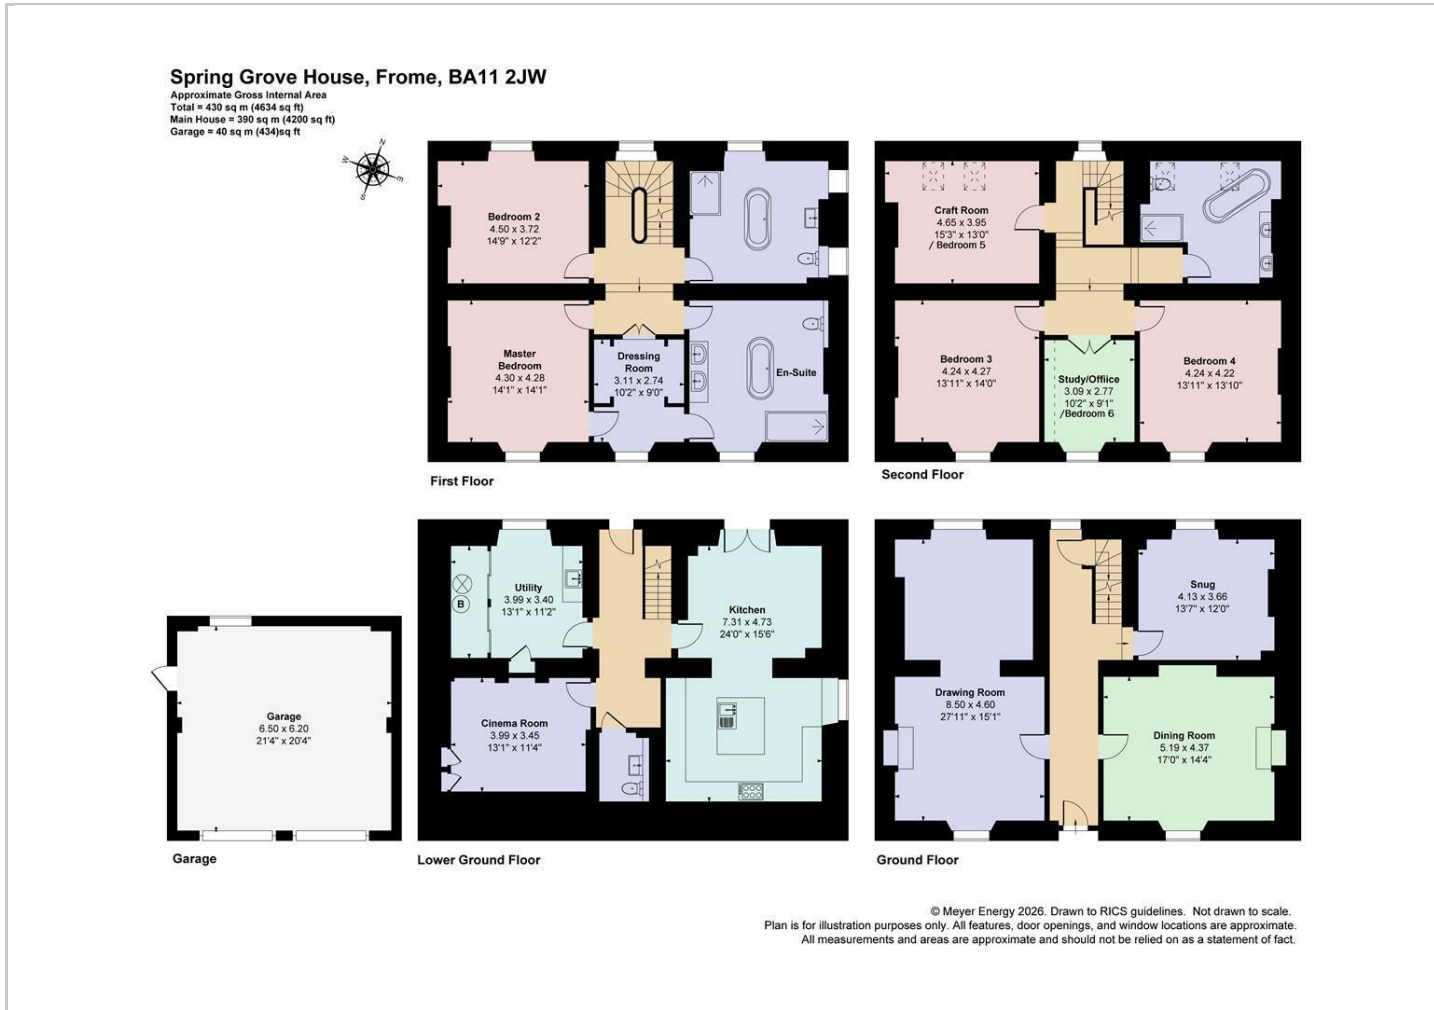 Spring Grove House, Frome, BA11 2JW
Approximate Gross Internal Area
Total = 430 sq m (4634 sq ft)
Main House = 390 sq m (4200 sq ft)
Garage = 40 sq m (434)sq ft
N
W
E
S
Bedroom 2
4.50 x 3.72
14'9" x 12'2"
Master
Bedroom
4.30 x 4.28
14'1" x 14'1"
Dressing
Room
3.11 x 2.74
10'2" x 9'0"
En-Suite
First Floor
Craft Room
4.65 x 3.95
15'3" x 13'0"
/ Bedroom 5
Bedroom 3
4.24 x 4.27
13'11" x 14'0"
Study/Offiice
3.09 x 2.77
10'2" x 9'1"
/Bedroom 6
Bedroom 4
4.24 x 4.22
13'11" x 13'10"
Second Floor
Garage
6.50 x 6.20
21'4" x 20'4"
Garage
Utility
3.99 x 3.40
13'1" x 11'2"
B
Kitchen
7.31 x 4.73
24'0" x 15'6"
Cinema Room
3.99 x 3.45
13'1" x 11'4"
Lower Ground Floor
Snug
4.13 x 3.66
13'7" x 12'0"
Drawing Room
8.50 x 4.60
27'11" x 15'1"
Dining Room
5.19 x 4.37
17'0" x 14'4"
Ground Floor
© Meyer Energy 2026. Drawn to RICS guidelines. Not drawn to scale.
Plan is for illustration purposes only. All features, door openings, and window locations are approximate.
All measurements and areas are approximate and should not be relied on as a statement of fact.